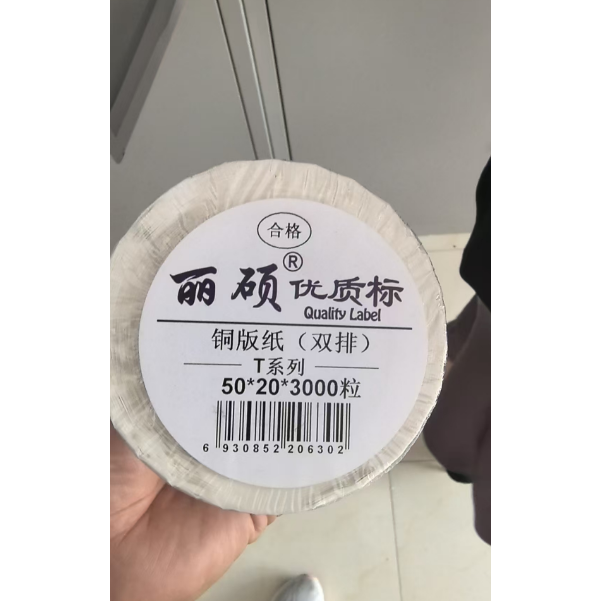 合格
丽硕®优质标
Quality Label
铜版纸（双排）
T系列
50*20*3000粒
6 930852 206302